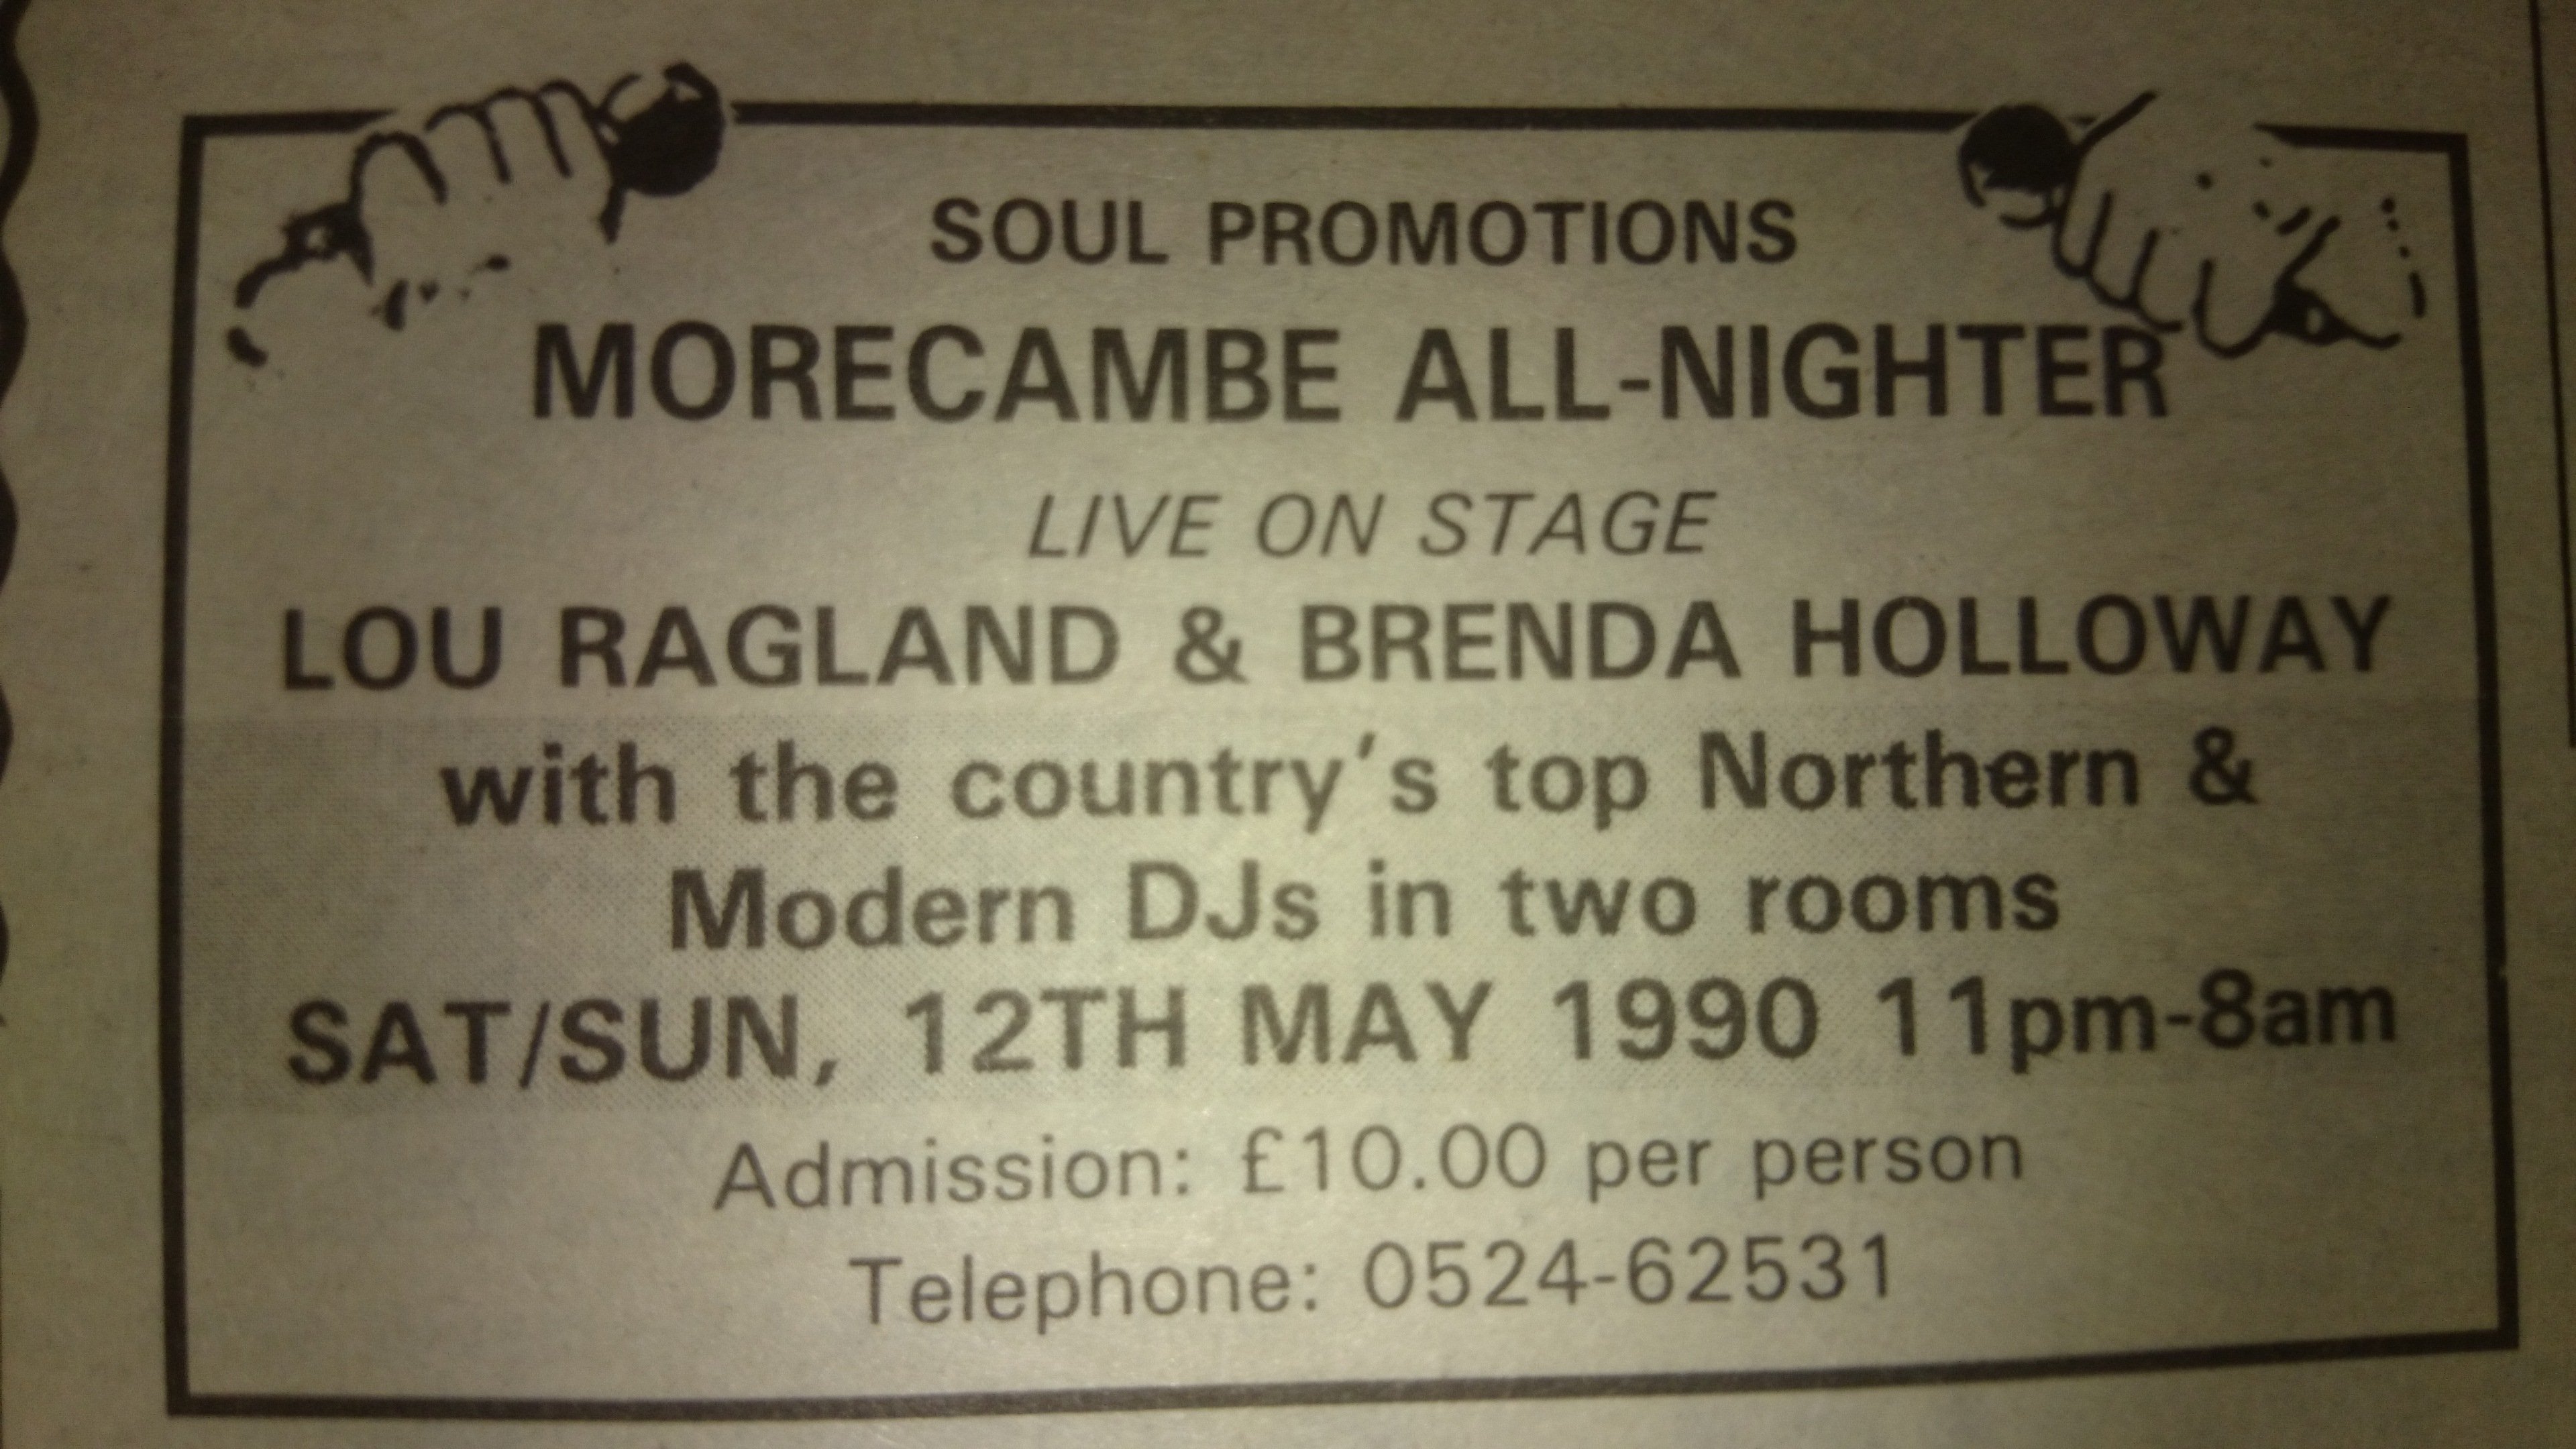 SOUL PROMOTIONS
MORECAMBE ALL-NIGHTER
LIVE ON STAGE
LOU RAGLAND & BRENDA HOLLOWAY
with the country's top Northern &
Modern DJs in two rooms
SAT/SUN, 12TH MAY 1990 11pm-8am
Admission: £10.00 per person
Telephone: 0524-62531